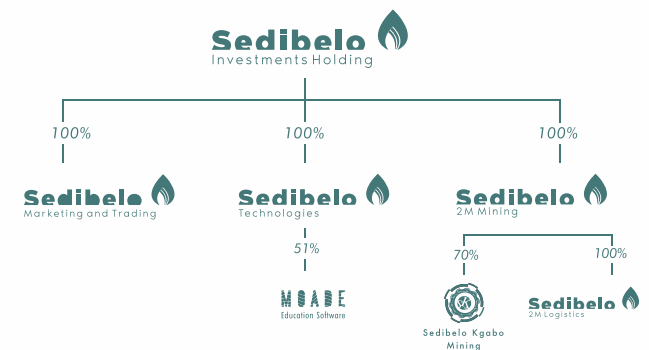 Sedibelo
Investments Holding
100%
100%
100%
Sedibelo
Marketing and Trading
Sedibelo
Technologies
Sedibelo
2M Mining
51%
70%
100%
MOADE
Education Software
Sedibelo Kgabo
Mining
Sedibelo
2M Logistics